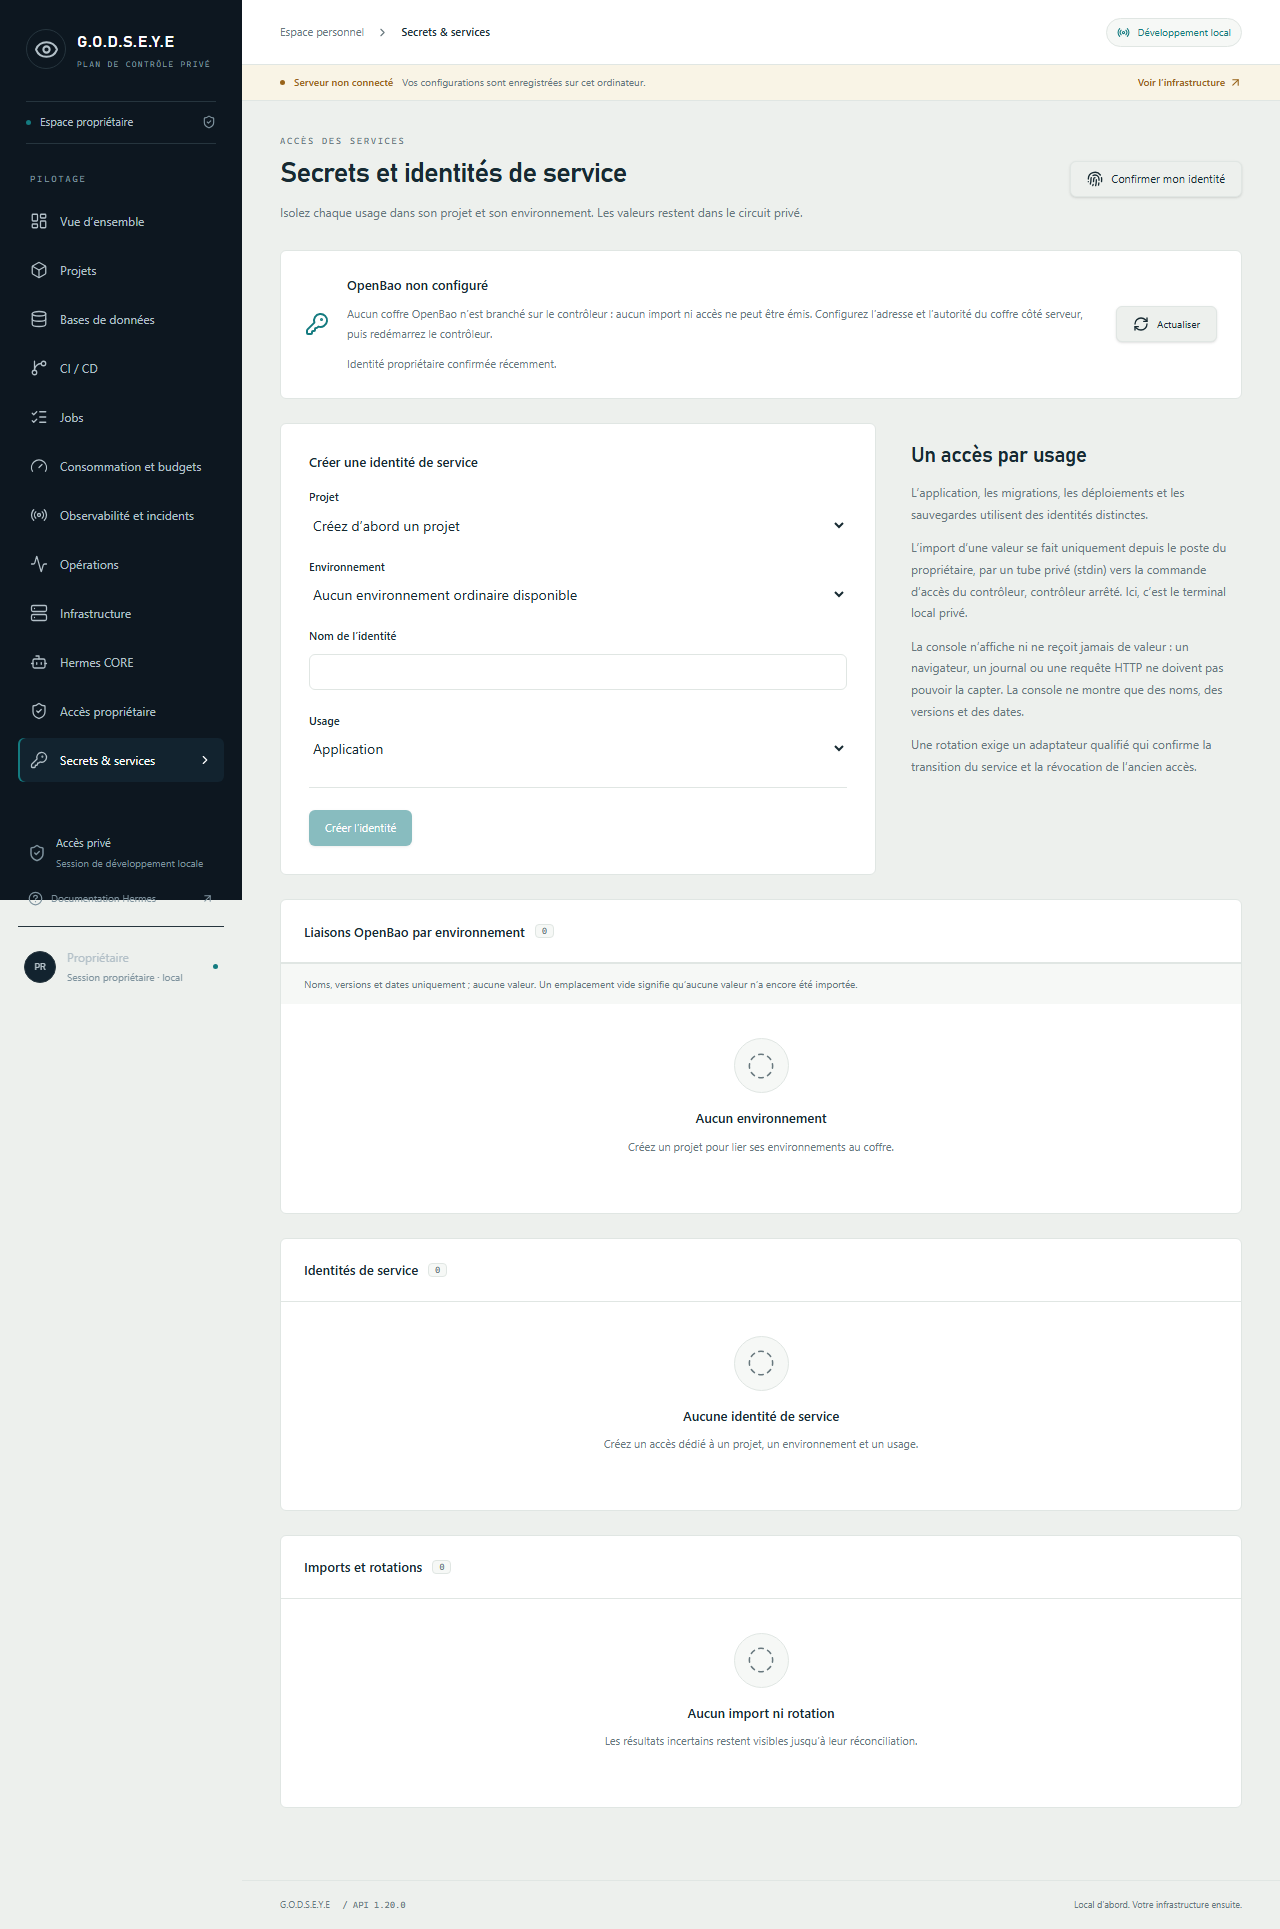 G.O.D.S.E.Y.E
PLAN DE CONTRÔLE PRIVÉ
Espace propriétaire
PILOTAGE
Vue d’ensemble
Projets
Bases de données
CI / CD
Jobs
Consommation et budgets
Observabilité et incidents
Opérations
Infrastructure
Hermes CORE
Accès propriétaire
Secrets & services
Accès privé
Session de développement locale
Documentation Hermes
PR
Propriétaire
Session propriétaire · local
Espace personnel
Secrets & services
Développement local
Serveur non connecté Vos configurations sont enregistrées sur cet ordinateur.
Voir l’infrastructure
ACCÈS DES SERVICES
Secrets et identités de service
Isolez chaque usage dans son projet et son environnement. Les valeurs restent dans le circuit privé.
Confirmer mon identité
OpenBao non configuré
Aucun coffre OpenBao n’est branché sur le contrôleur : aucun import ni accès ne peut être émis. Configurez l’adresse et l’autorité du coffre côté serveur,
puis redémarrez le contrôleur.
Identité propriétaire confirmée récemment.
Actualiser
Créer une identité de service
Projet
Créez d’abord un projet
Environnement
Aucun environnement ordinaire disponible
Nom de l’identité
Usage
Application
Créer l’identité
Un accès par usage
L’application, les migrations, les déploiements et les
sauvegardes utilisent des identités distinctes.
L’import d’une valeur se fait uniquement depuis le poste du
propriétaire, par un tube privé (stdin) vers la commande
d’accès du contrôleur, contrôleur arrêté. Ici, c’est le terminal
local privé.
La console n’affiche ni ne reçoit jamais de valeur : un
navigateur, un journal ou une requête HTTP ne doivent pas
pouvoir la capter. La console ne montre que des noms, des
versions et des dates.
Une rotation exige un adaptateur qualifié qui confirme la
transition du service et la révocation de l’ancien accès.
Liaisons OpenBao par environnement 0
Noms, versions et dates uniquement ; aucune valeur. Un emplacement vide signifie qu’aucune valeur n’a encore été importée.
Aucun environnement
Créez un projet pour lier ses environnements au coffre.
Identités de service 0
Aucune identité de service
Créez un accès dédié à un projet, un environnement et un usage.
Imports et rotations 0
Aucun import ni rotation
Les résultats incertains restent visibles jusqu’à leur réconciliation.
G.O.D.S.E.Y.E / API 1.20.0
Local d’abord. Votre infrastructure ensuite.